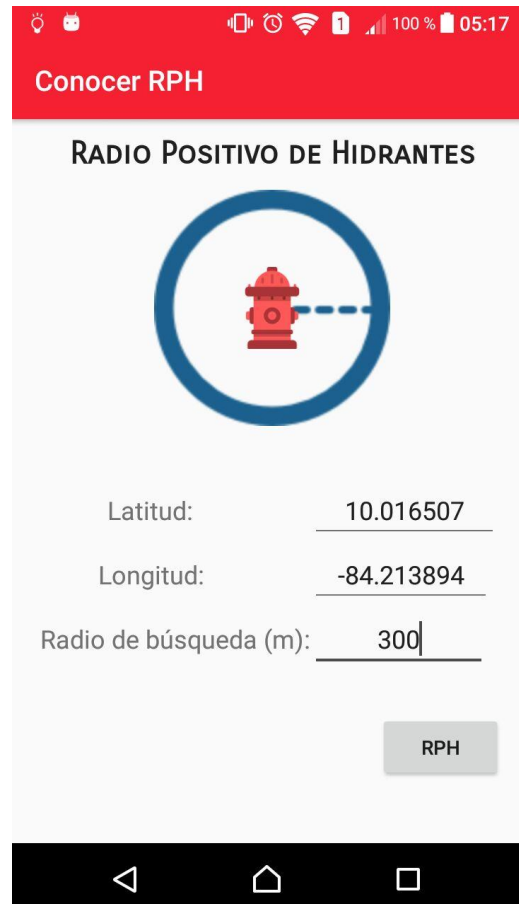 1 100 % 05:17
Conocer RPH
Radio Positivo de Hidrantes
Latitud: 10.016507
Longitud: -84.213894
Radio de búsqueda (m): 300
RPH